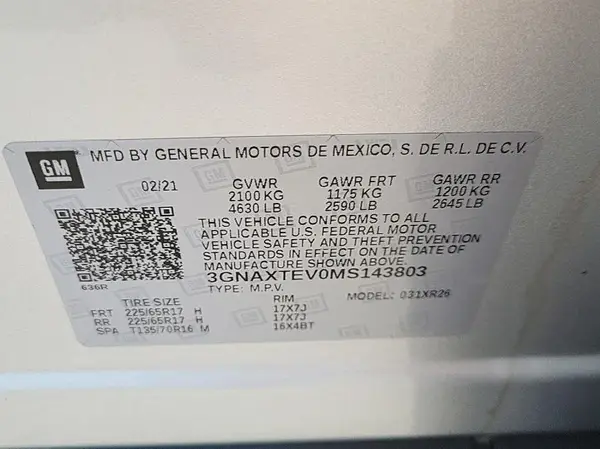 GM MFD BY GENERAL MOTORS DE MEXICO, S. DE R.L. DE C.V.
02/21 GVWR GAWR FRT GAWR RR
2100 KG 1175 KG 1200 KG
4630 LB 2590 LB 2645 LB
THIS VEHICLE CONFORMS TO ALL
APPLICABLE U.S. FEDERAL MOTOR
VEHICLE SAFETY AND THEFT PREVENTION
STANDARDS IN EFFECT ON THE DATE OF
MANUFACTURE SHOWN ABOVE.
3GNAXTEV0MS143803
636R TYPE: M.P.V. MODEL: 031XR26
TIRE SIZE RIM
FRT 225/65R17 H 17X7J
RR 225/65R17 H 17X7J
SPA T135/70R16 M 16X4BT